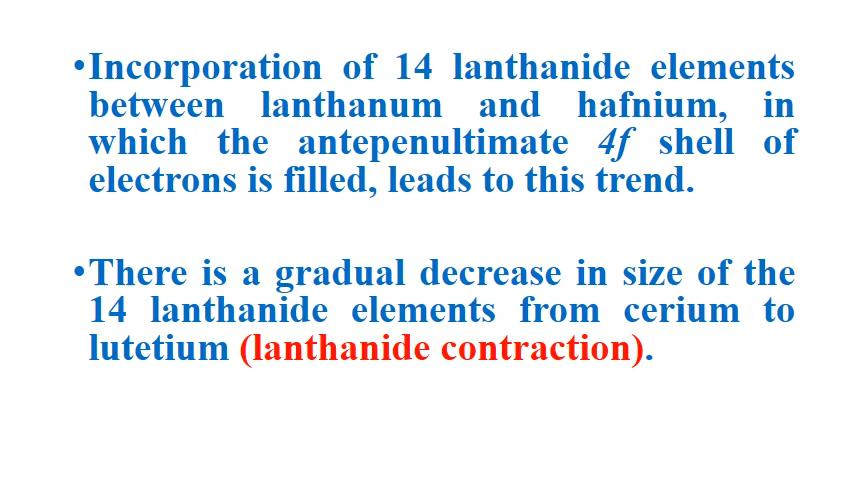 •Incorporation of 14 lanthanide elements
between lanthanum and hafnium, in
which the antepenultimate 4f shell of
electrons is filled, leads to this trend.
•There is a gradual decrease in size of the
14 lanthanide elements from cerium to
lutetium (lanthanide contraction).